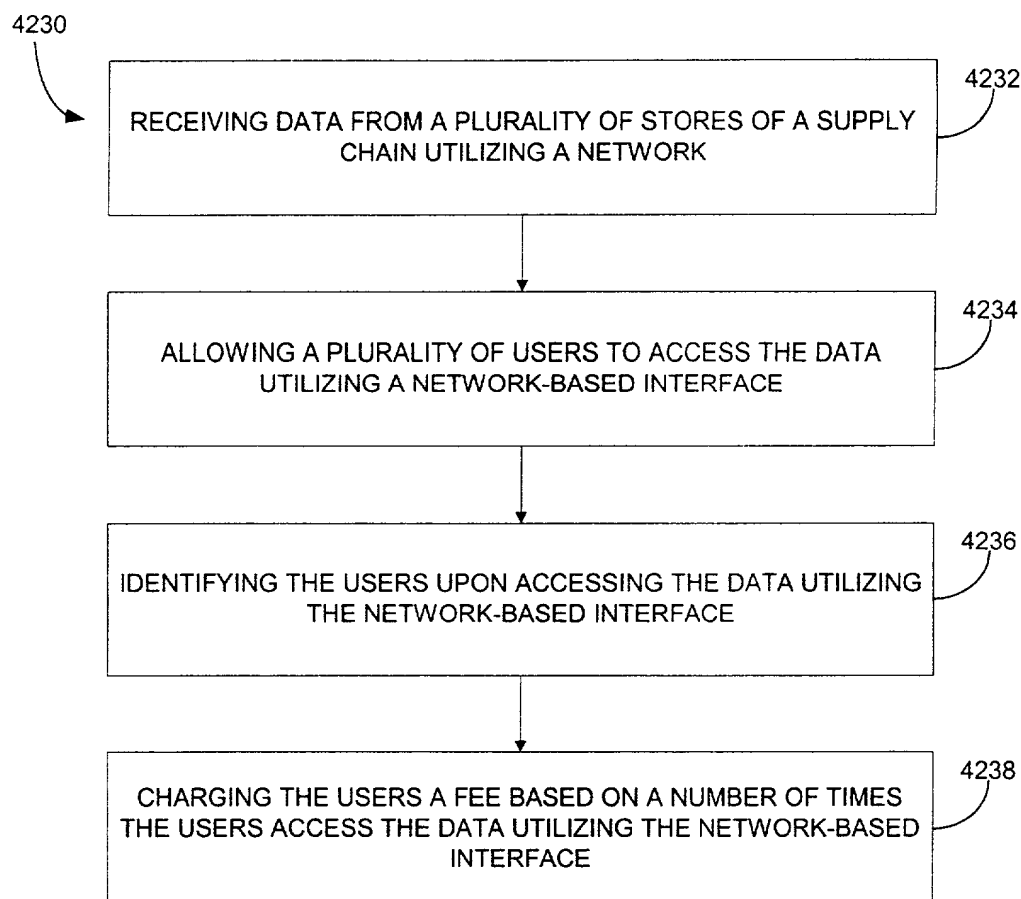 4230
4232
RECEIVING DATA FROM A PLURALITY OF STORES OF A SUPPLY
CHAIN UTILIZING A NETWORK
4234
ALLOWING A PLURALITY OF USERS TO ACCESS THE DATA
UTILIZING A NETWORK-BASED INTERFACE
4236
IDENTIFYING THE USERS UPON ACCESSING THE DATA UTILIZING
THE NETWORK-BASED INTERFACE
4238
CHARGING THE USERS A FEE BASED ON A NUMBER OF TIMES
THE USERS ACCESS THE DATA UTILIZING THE NETWORK-BASED
INTERFACE